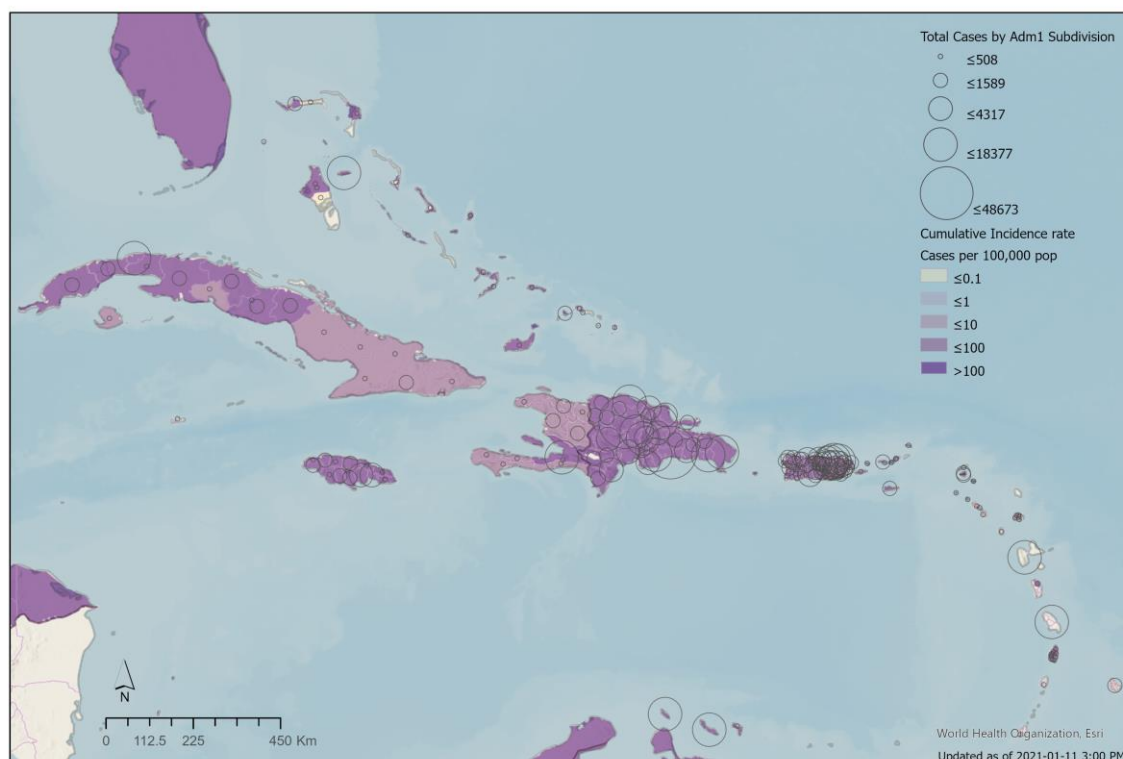 Total Cases by Adm1 Subdivision
≤508
≤1589
≤4317
≤18377
≤48673
Cumulative Incidence rate
Cases per 100,000 pop
≤0.1
≤1
≤10
≤100
>100
N
0 112.5 225 450 Km
World Health Organization, Esri
Updated as of 2021-01-11 3:00 PM